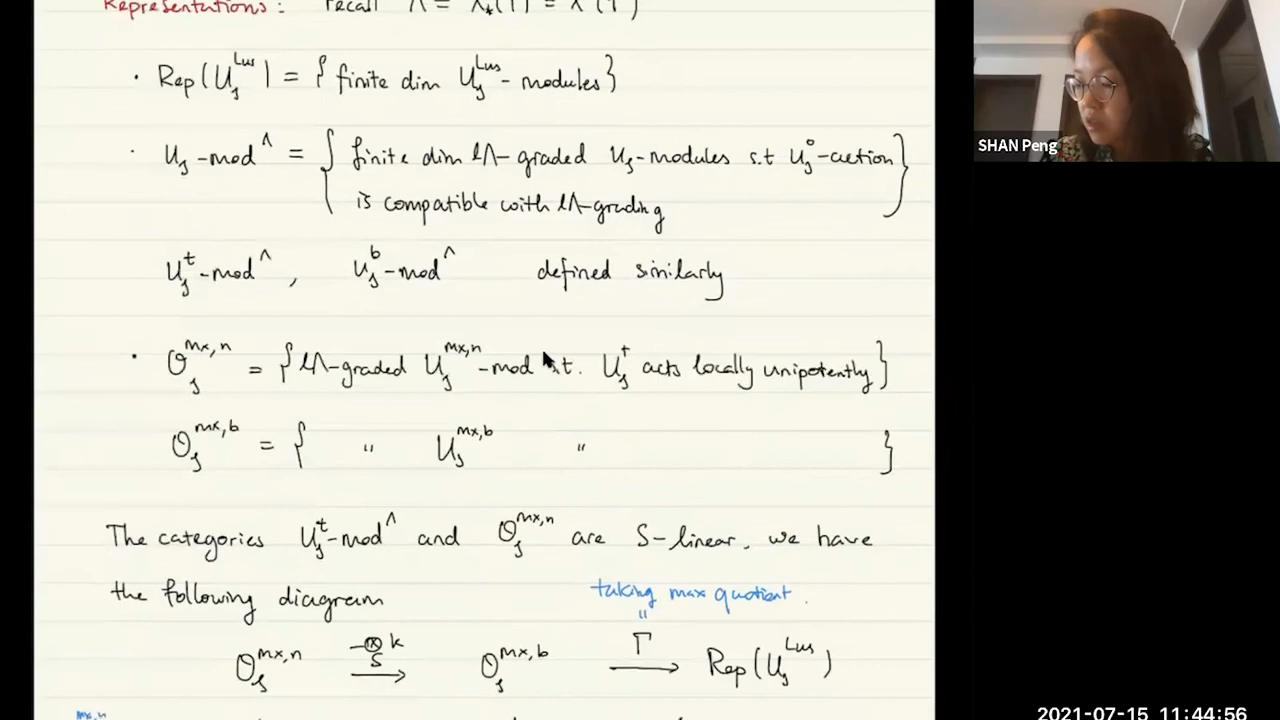 Representations: recall Λ = X_*(T) = X^*(Ť)
· Rep(U_ζ^{Lus}) = { finite dim U_ζ^{Lus}-modules }
· u_ζ-mod^Λ = { finite dim lΛ-graded u_ζ-modules s.t u_ζ^0-action
is compatible with lΛ-grading }
U_ζ^t-mod^Λ , u_ζ^b-mod^Λ defined similarly
· O_ζ^{mx,n} = { lΛ-graded U_ζ^{mx,n}-mod s.t. U_ζ^+ acts locally unipotently }
O_ζ^{mx,b} = { " U_ζ^{mx,b} " }
The categories U_ζ^t-mod^Λ and O_ζ^{mx,n} are S-linear, we have
the following diagram
taking max quotient.
"
O_ζ^{mx,n} -⊗_S k → O_ζ^{mx,b} Γ → Rep(U_ζ^{Lus})
mx,n
SHAN Peng
2021-07-15 11:44:56